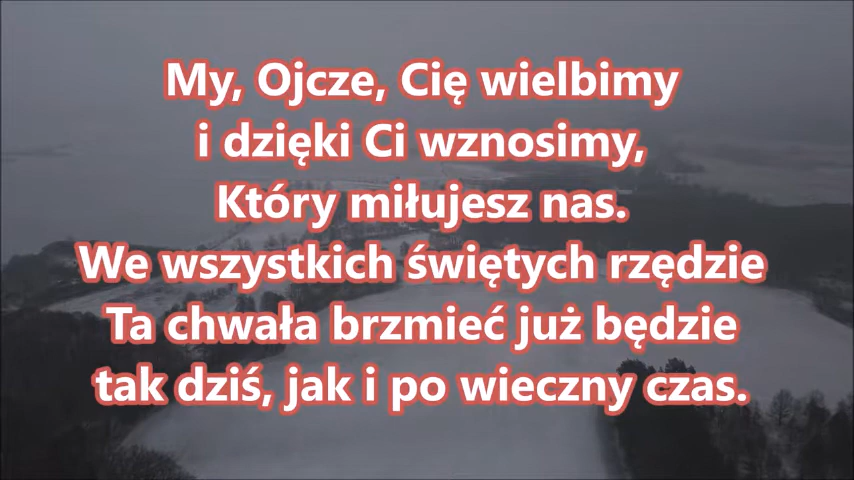 My, Ojcze, Cię wielbimy
i dzięki Ci wznosimy,
Który miłujesz nas.
We wszystkich świętych rzędzie
Ta chwała brzmieć już będzie
tak dziś, jak i po wieczny czas.